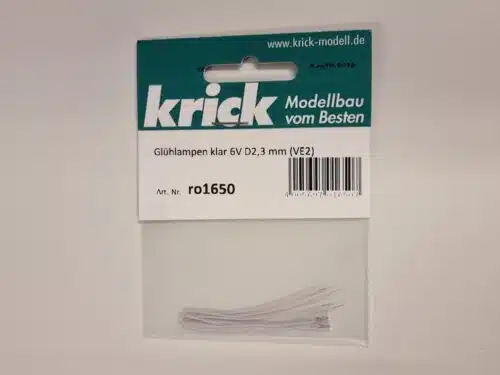 www.krick-modell.de
krick
Modellbau
vom Besten
Glühlampen klar 6V D2,3 mm (VE2)
Art. Nr. ro1650